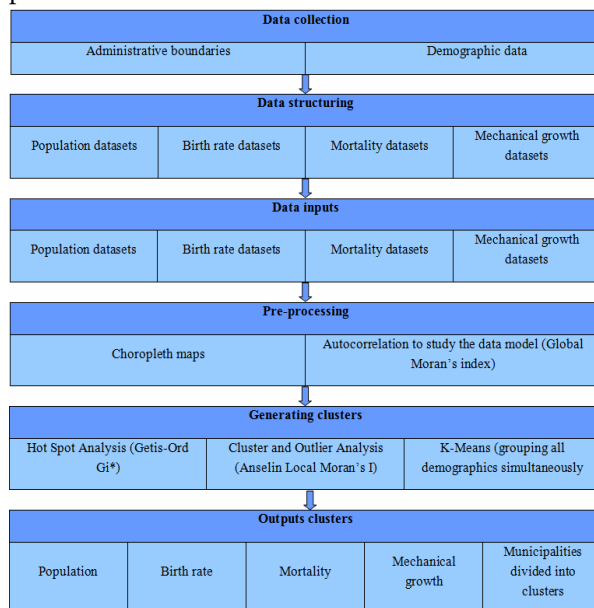 Data collection
Administrative boundaries
Demographic data
Data structuring
Population datasets
Birth rate datasets
Mortality datasets
Mechanical growth
datasets
Data inputs
Population datasets
Birth rate datasets
Mortality datasets
Mechanical growth
datasets
Pre-processing
Choropleth maps
Autocorrelation to study the data model (Global
Moran's index)
Generating clusters
Hot Spot Analysis (Getis-Ord
Gi*)
Cluster and Outlier Analysis
(Anselin Local Moran's I)
K-Means (grouping all
demographics simultaneously
Outputs clusters
Population
Birth rate
Mortality
Mechanical
growth
Municipalities
divided into
clusters